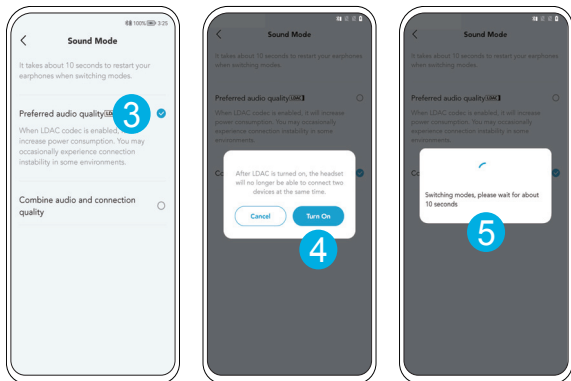 100% 3:25
Sound Mode
It takes about 10 seconds to restart your
earphones when switching modes.
Preferred audio quality
3
When LDAC codec is enabled,
increase power consumption. You may
occasionally experience connection
instability in some environments.
Combine audio and connection
quality
Sound Mode
It takes about 10 seconds to restart your earphones
when switching modes.
Preferred audio quality LDAC
When LDAC codec is enabled, it will increase
power consumption. You may occasionally
experience connection instability in some
environments.
Co
After LDAC is turned on, the headset
will no longer be able to connect two
devices at the same time.
Cancel
Turn On
4
Sound Mode
It takes about 10 seconds to restart your earphones
when switching modes.
Preferred audio quality LDAC
When LDAC codec is enabled, it will increase
power consumption. You may occasionally
experience connection instability in some
environments.
Co
Switching modes, please wait for about
10 seconds
5